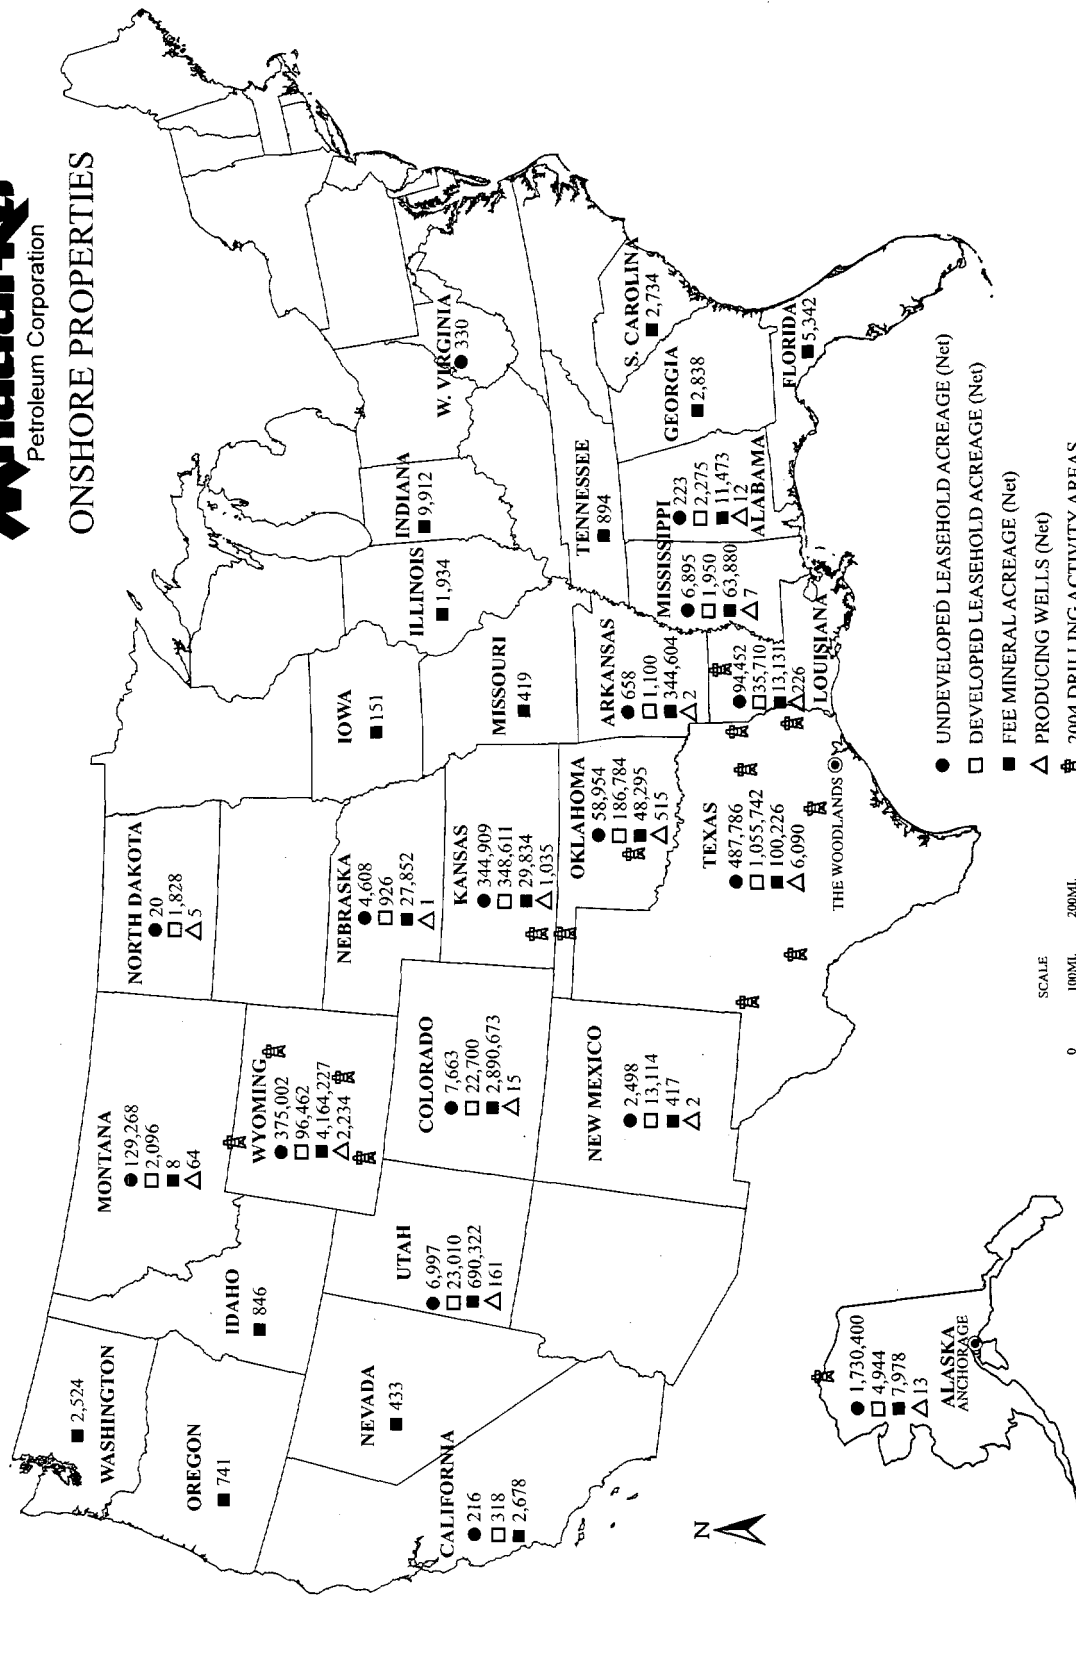 Petroleum Corporation
ONSHORE PROPERTIES
■ 2,524
WASHINGTON
OREGON
■ 741
CALIFORNIA
● 216
□ 318
■ 2,678
NEVADA
■ 433
IDAHO
■ 846
MONTANA
● 129,268
□ 2,096
■ 8
△ 64
WYOMING
● 375,002
□ 96,462
■ 4,164,227
△ 2,234
UTAH
● 6,997
□ 23,010
■ 690,322
△ 161
COLORADO
● 7,663
□ 22,700
■ 2,890,673
△ 15
NEW MEXICO
● 2,498
□ 13,114
■ 417
△ 2
NORTH DAKOTA
● 20
□ 1,828
△ 5
NEBRASKA
● 4,608
□ 926
■ 27,852
△ 1
KANSAS
● 344,909
□ 348,611
■ 29,834
△ 1,035
OKLAHOMA
● 58,954
□ 186,784
■ 48,295
△ 515
TEXAS
● 487,786
□ 1,055,742
■ 100,226
△ 6,090
THE WOODLANDS
IOWA
■ 151
MISSOURI
■ 419
ARKANSAS
● 658
□ 1,100
■ 344,604
△ 2
● 94,452
□ 35,710
■ 13,131
△ 226
LOUISIANA
ILLINOIS
■ 1,934
INDIANA
■ 9,912
TENNESSEE
■ 894
MISSISSIPPI
● 6,895
□ 1,950
■ 63,880
△ 7
● 223
□ 2,275
■ 11,473
△ 12
ALABAMA
W. VIRGINIA
● 330
GEORGIA
■ 2,838
S. CAROLINA
■ 2,734
FLORIDA
■ 5,342
● 1,730,400
□ 4,944
■ 7,978
△ 13
ALASKA
ANCHORAGE
N
● UNDEVELOPED LEASEHOLD ACREAGE (Net)
□ DEVELOPED LEASEHOLD ACREAGE (Net)
■ FEE MINERAL ACREAGE (Net)
△ PRODUCING WELLS (Net)
2004 DRILLING ACTIVITY AREAS
SCALE
0 100MI. 200MI.